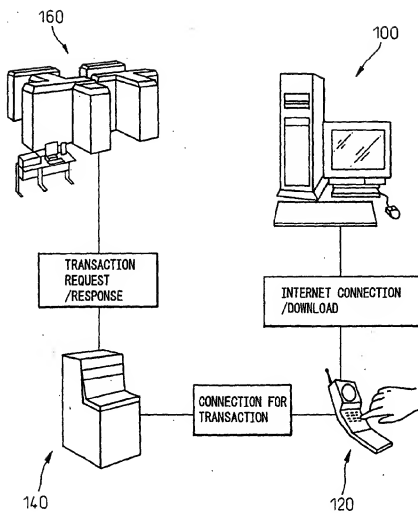 160
100
TRANSACTION
REQUEST
/RESPONSE
INTERNET CONNECTION
/DOWNLOAD
CONNECTION FOR
TRANSACTION
140
120